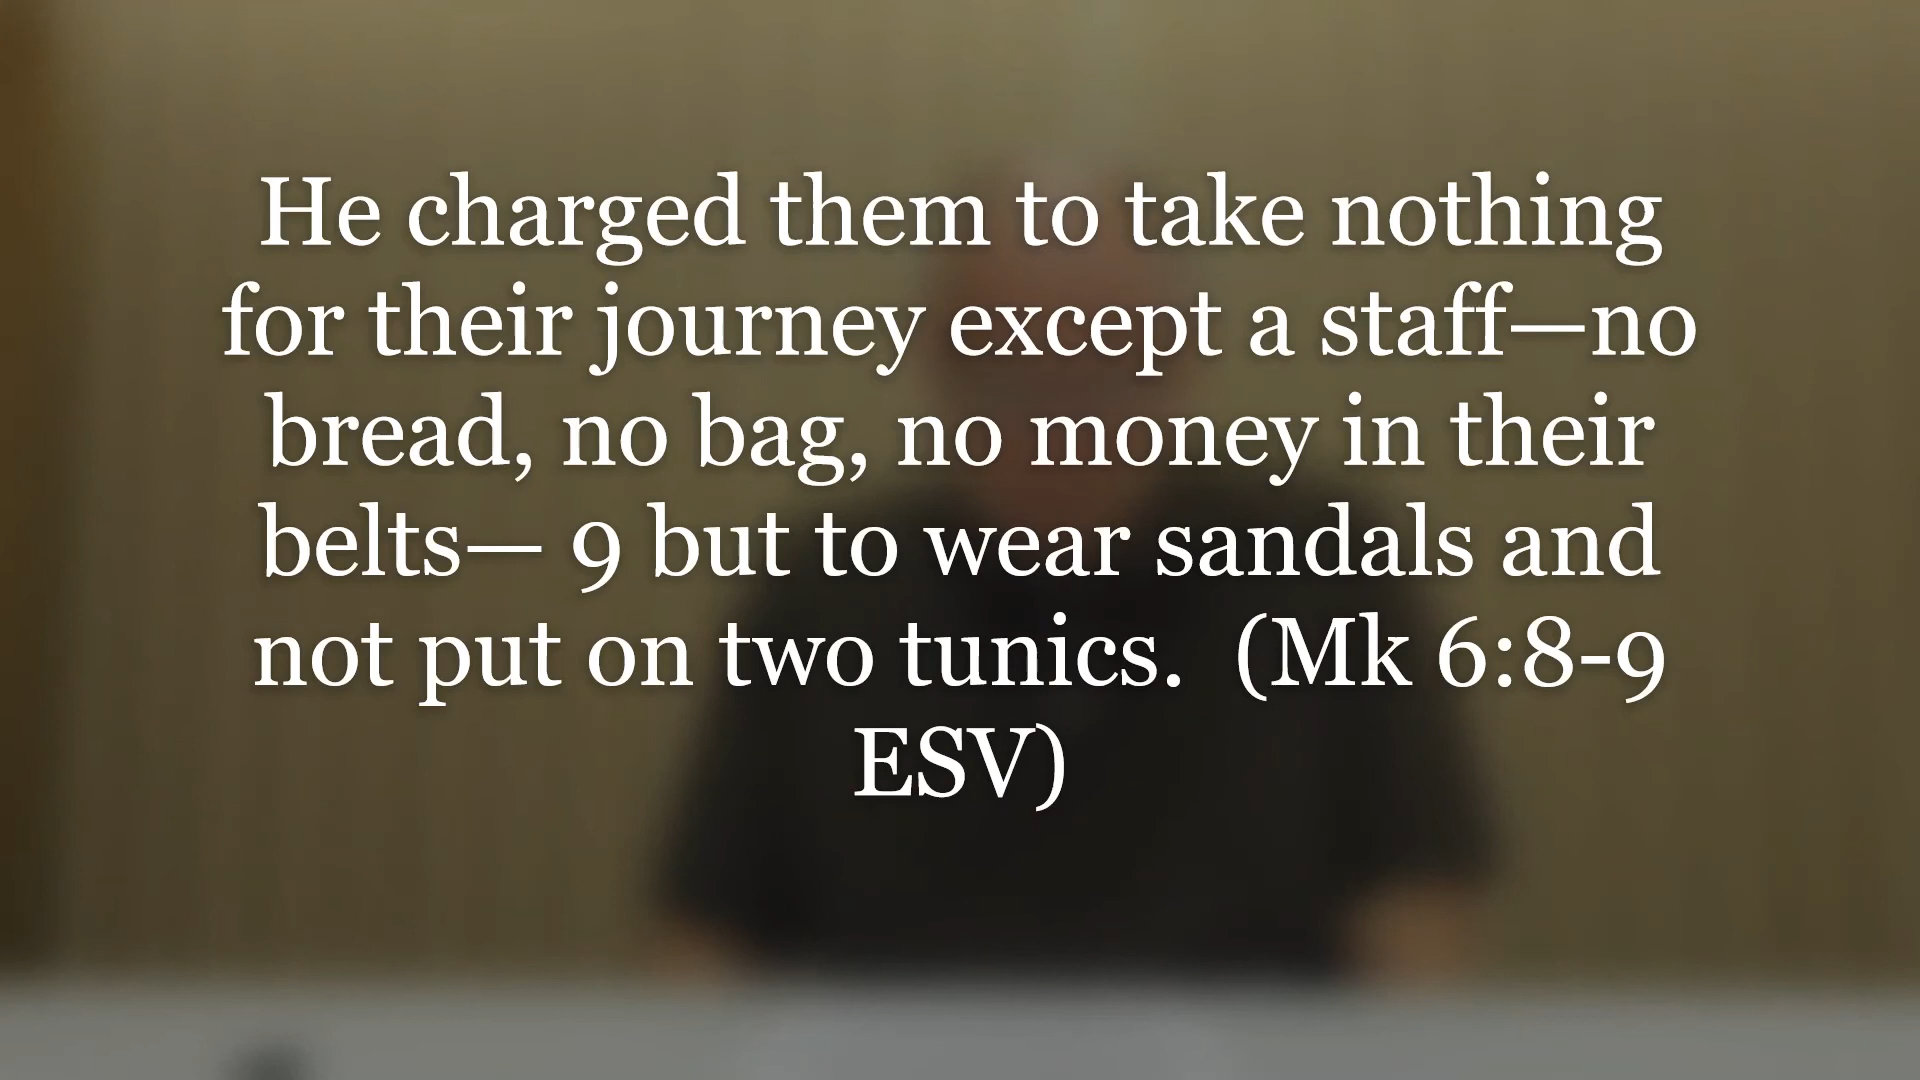 He charged them to take nothing
for their journey except a staff—no
bread, no bag, no money in their
belts— 9 but to wear sandals and
not put on two tunics.  (Mk 6:8-9
ESV)